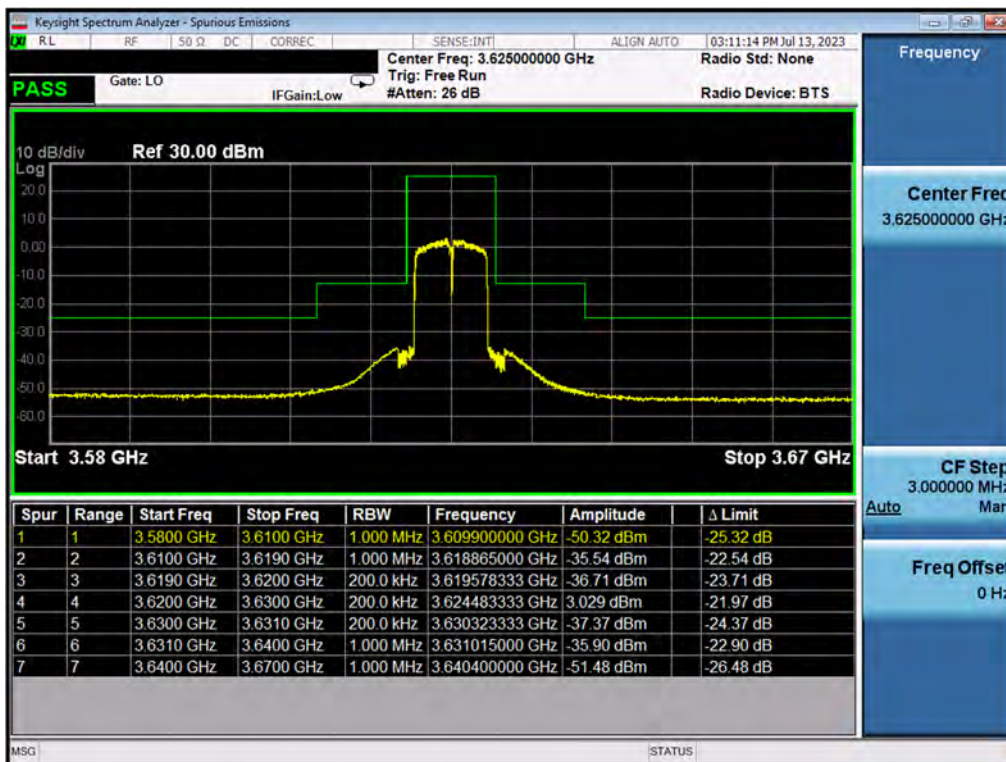 Keysight Spectrum Analyzer - Spurious Emissions
LXI RL RF 50 Ω DC CORREC SENSE:INT ALIGN AUTO 03:11:14 PM Jul 13, 2023
Center Freq: 3.625000000 GHz Radio Std: None
Trig: Free Run
PASS Gate: LO IFGain:Low #Atten: 26 dB Radio Device: BTS
Frequency
10 dB/div Ref 30.00 dBm
Log
20.0
10.0
0.00
-10.0
-20.0
-30.0
-40.0
-50.0
-60.0
Start 3.58 GHz Stop 3.67 GHz
Center Freq
3.625000000 GHz
CF Step
3.000000 MHz
Auto Man
Freq Offset
0 Hz
Spur Range Start Freq Stop Freq RBW Frequency Amplitude Δ Limit
1 1 3.5800 GHz 3.6100 GHz 1.000 MHz 3.609900000 GHz -50.32 dBm -25.32 dB
2 2 3.6100 GHz 3.6190 GHz 1.000 MHz 3.618865000 GHz -35.54 dBm -22.54 dB
3 3 3.6190 GHz 3.6200 GHz 200.0 kHz 3.619578333 GHz -36.71 dBm -23.71 dB
4 4 3.6200 GHz 3.6300 GHz 200.0 kHz 3.624483333 GHz 3.029 dBm -21.97 dB
5 5 3.6300 GHz 3.6310 GHz 200.0 kHz 3.630323333 GHz -37.37 dBm -24.37 dB
6 6 3.6310 GHz 3.6400 GHz 1.000 MHz 3.631015000 GHz -35.90 dBm -22.90 dB
7 7 3.6400 GHz 3.6700 GHz 1.000 MHz 3.640400000 GHz -51.48 dBm -26.48 dB
MSG STATUS